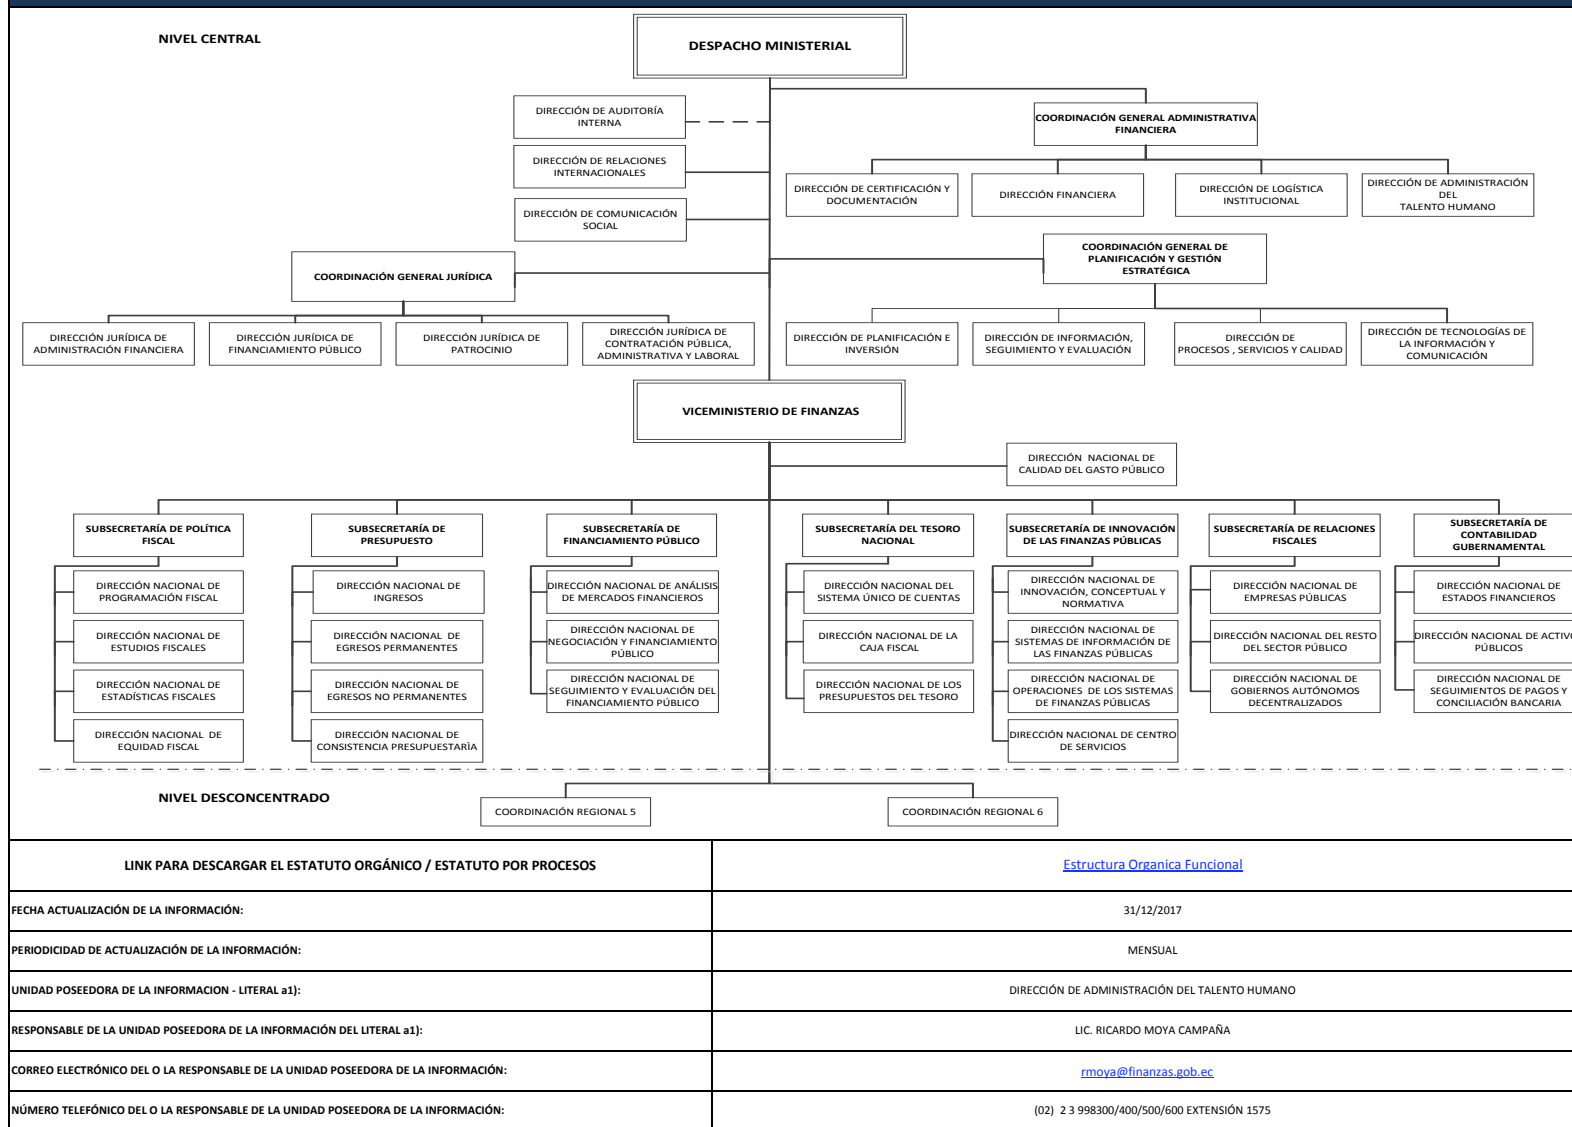 NIVEL CENTRAL
DESPACHO MINISTERIAL
DIRECCIÓN DE AUDITORÍA
INTERNA
COORDINACIÓN GENERAL ADMINISTRATIVA
FINANCIERA
DIRECCIÓN DE RELACIONES
INTERNACIONALES
DIRECCIÓN DE CERTIFICACIÓN Y
DOCUMENTACIÓN
DIRECCIÓN FINANCIERA
DIRECCIÓN DE LOGÍSTICA
INSTITUCIONAL
DIRECCIÓN DE ADMINISTRACIÓN
DEL
TALENTO HUMANO
DIRECCIÓN DE COMUNICACIÓN
SOCIAL
COORDINACIÓN GENERAL JURÍDICA
COORDINACIÓN GENERAL DE
PLANIFICACIÓN Y GESTIÓN
ESTRATÉGICA
DIRECCIÓN JURÍDICA DE
ADMINISTRACIÓN FINANCIERA
DIRECCIÓN JURÍDICA DE
FINANCIAMIENTO PÚBLICO
DIRECCIÓN JURÍDICA DE
PATROCINIO
DIRECCIÓN JURÍDICA DE
CONTRATACIÓN PÚBLICA,
ADMINISTRATIVA Y LABORAL
DIRECCIÓN DE PLANIFICACIÓN E
INVERSIÓN
DIRECCIÓN DE INFORMACIÓN,
SEGUIMIENTO Y EVALUACIÓN
DIRECCIÓN DE
PROCESOS , SERVICIOS Y CALIDAD
DIRECCIÓN DE TECNOLOGÍAS DE
LA INFORMACIÓN Y
COMUNICACIÓN
VICEMINISTERIO DE FINANZAS
DIRECCIÓN  NACIONAL DE
CALIDAD DEL GASTO PÚBLICO
SUBSECRETARÍA DE POLÍTICA
FISCAL
SUBSECRETARÍA DE
PRESUPUESTO
SUBSECRETARÍA DE
FINANCIAMIENTO PÚBLICO
SUBSECRETARÍA DEL TESORO
NACIONAL
SUBSECRETARÍA DE INNOVACIÓN
DE LAS FINANZAS PÚBLICAS
SUBSECRETARÍA DE RELACIONES
FISCALES
SUBSECRETARÍA DE
CONTABILIDAD
GUBERNAMENTAL
DIRECCIÓN NACIONAL DE
PROGRAMACIÓN FISCAL
DIRECCIÓN NACIONAL DE
INGRESOS
DIRECCIÓN NACIONAL DE ANÁLISIS
DE MERCADOS FINANCIEROS
DIRECCIÓN NACIONAL DEL
SISTEMA ÚNICO DE CUENTAS
DIRECCIÓN NACIONAL DE
INNOVACIÓN, CONCEPTUAL Y
NORMATIVA
DIRECCIÓN NACIONAL DE
EMPRESAS PÚBLICAS
DIRECCIÓN NACIONAL DE
ESTADOS FINANCIEROS
DIRECCIÓN NACIONAL DE
ESTUDIOS FISCALES
DIRECCIÓN NACIONAL  DE
EGRESOS PERMANENTES
DIRECCIÓN NACIONAL DE
NEGOCIACIÓN Y FINANCIAMIENTO
PÚBLICO
DIRECCIÓN NACIONAL DE LA
CAJA FISCAL
DIRECCIÓN NACIONAL DE
SISTEMAS DE INFORMACIÓN DE
LAS FINANZAS PÚBLICAS
DIRECCIÓN NACIONAL DEL RESTO
DEL SECTOR PÚBLICO
DIRECCIÓN NACIONAL DE ACTIVO
PÚBLICOS
DIRECCIÓN NACIONAL DE
ESTADÍSTICAS FISCALES
DIRECCIÓN NACIONAL DE
EGRESOS NO PERMANENTES
DIRECCIÓN NACIONAL DE
SEGUIMIENTO Y EVALUACIÓN DEL
FINANCIAMIENTO PÚBLICO
DIRECCIÓN NACIONAL DE LOS
PRESUPUESTOS DEL TESORO
DIRECCIÓN NACIONAL DE
OPERACIONES  DE LOS SISTEMAS
DE FINANZAS PÚBLICAS
DIRECCIÓN NACIONAL DE
GOBIERNOS AUTÓNOMOS
DECENTRALIZADOS
DIRECCIÓN NACIONAL DE
SEGUIMIENTOS DE PAGOS Y
CONCILIACIÓN BANCARIA
DIRECCIÓN NACIONAL  DE
EQUIDAD FISCAL
DIRECCIÓN NACIONAL DE
CONSISTENCIA PRESUPUESTARÌA
DIRECCIÓN NACIONAL DE CENTRO
DE SERVICIOS
NIVEL DESCONCENTRADO
COORDINACIÓN REGIONAL 5
COORDINACIÓN REGIONAL 6
LINK PARA DESCARGAR EL ESTATUTO ORGÁNICO / ESTATUTO POR PROCESOS
Estructura Organica Funcional
FECHA ACTUALIZACIÓN DE LA INFORMACIÓN:
31/12/2017
PERIODICIDAD DE ACTUALIZACIÓN DE LA INFORMACIÓN:
MENSUAL
UNIDAD POSEEDORA DE LA INFORMACION - LITERAL a1):
DIRECCIÓN DE ADMINISTRACIÓN DEL TALENTO HUMANO
RESPONSABLE DE LA UNIDAD POSEEDORA DE LA INFORMACIÓN DEL LITERAL a1):
LIC. RICARDO MOYA CAMPAÑA
CORREO ELECTRÓNICO DEL O LA RESPONSABLE DE LA UNIDAD POSEEDORA DE LA INFORMACIÓN:
rmoya@finanzas.gob.ec
NÚMERO TELEFÓNICO DEL O LA RESPONSABLE DE LA UNIDAD POSEEDORA DE LA INFORMACIÓN:
(02)  2 3 998300/400/500/600 EXTENSIÓN 1575